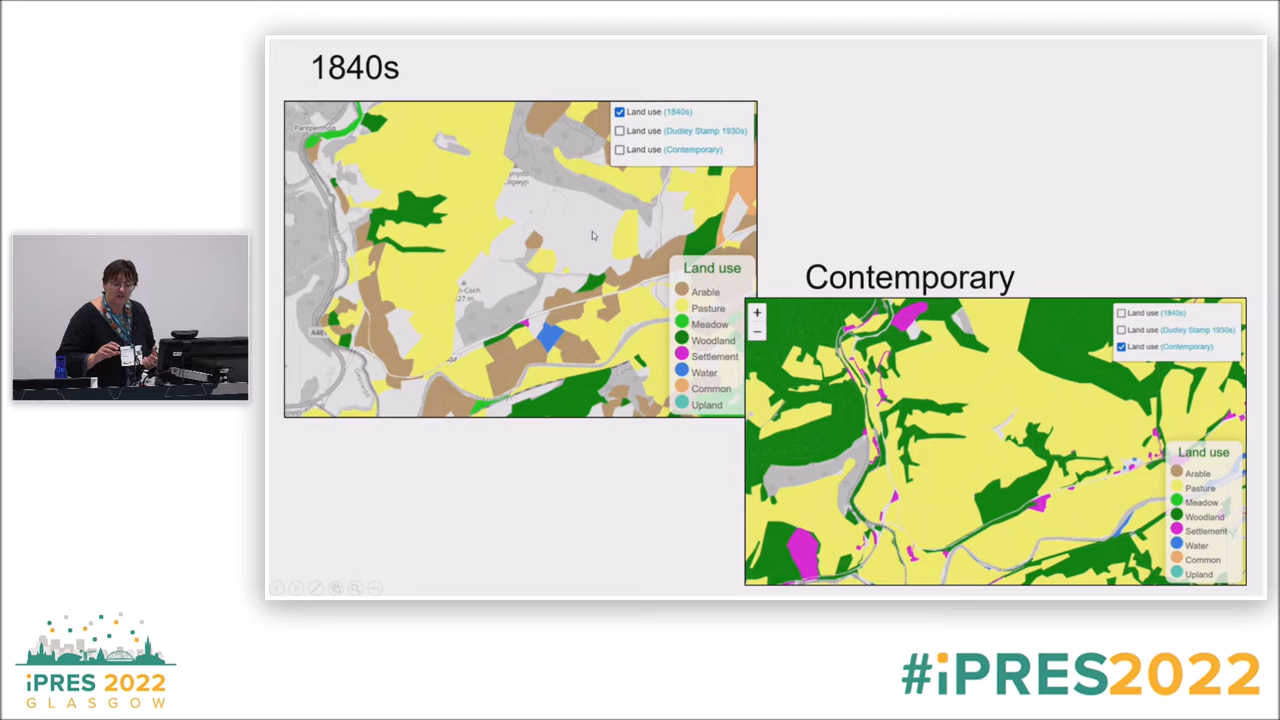 1840s
Pantperthog
Land use (1840s)
Land use (Dudley Stamp 1930s)
Land use (Contemporary)
A487
Land use
Arable
Pasture
Meadow
Woodland
Settlement
Water
Common
Upland
Contemporary
+
−
Land use (1840s)
Land use (Dudley Stamp 1930s)
Land use (Contemporary)
Land use
Arable
Pasture
Meadow
Woodland
Settlement
Water
Common
Upland
iPRES 2022
GLASGOW
#iPRES2022